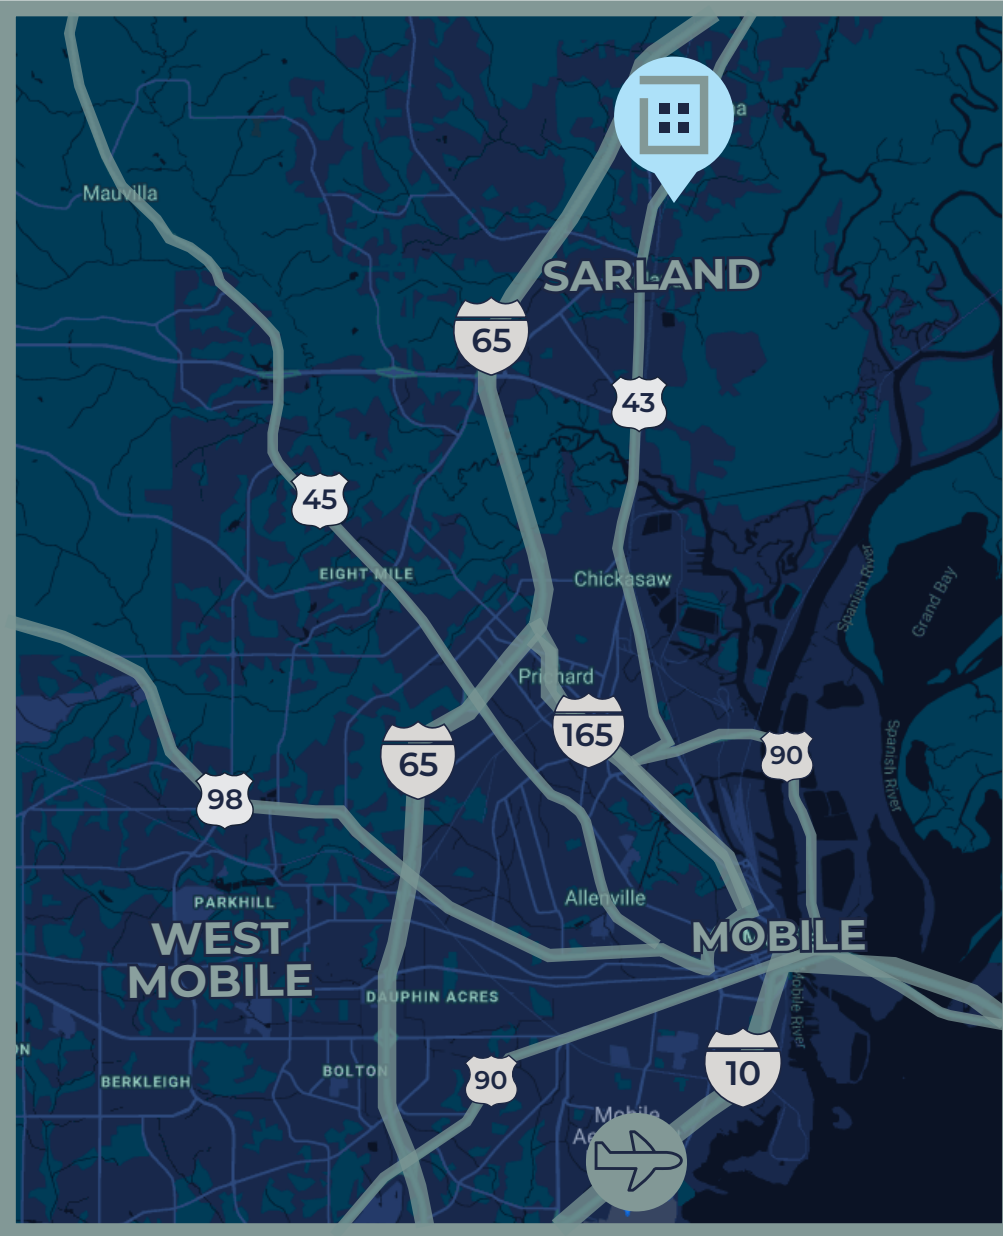 Mauvilla
SARLAND
65
43
45
EIGHT MILE
Chickasaw
Spanish River
Grand Bay
Prichard
165
65
90
Spanish River
98
PARKHILL
Allenville
WEST
MOBILE
MOBILE
DAUPHIN ACRES
Mobile River
BOLTON
BERKLEIGH
90
10
Mobile